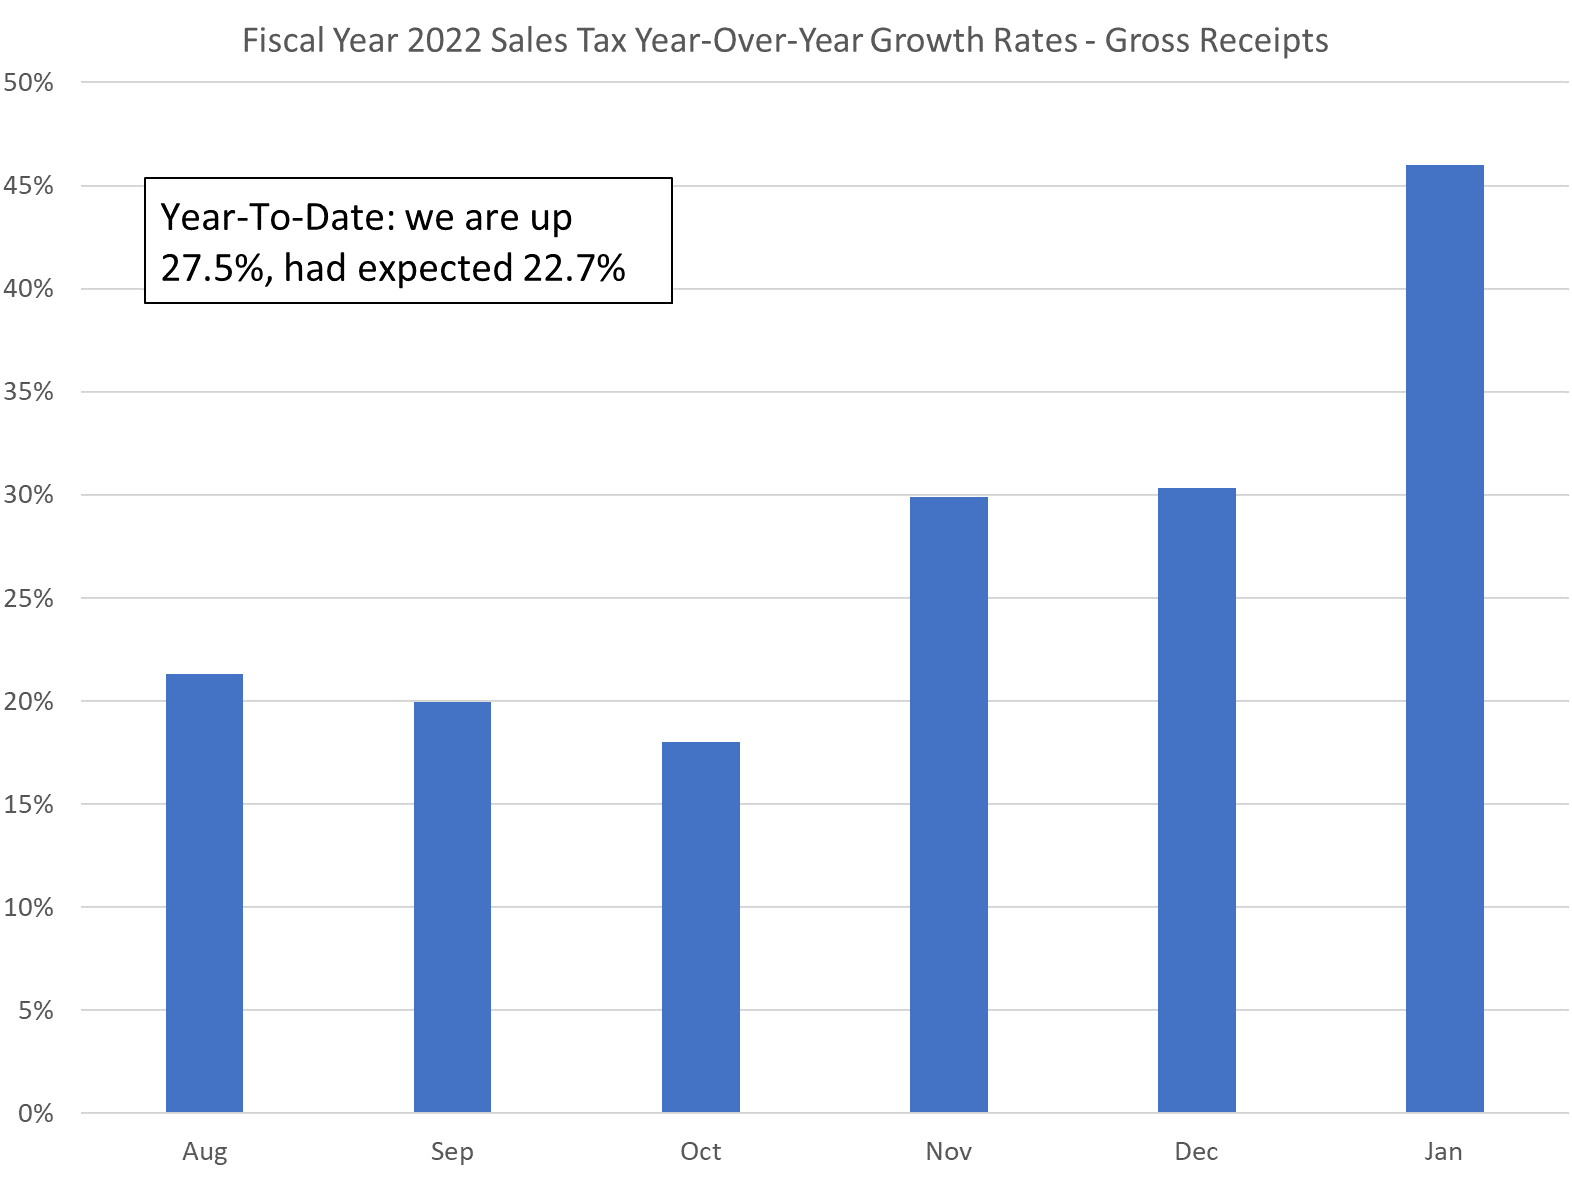 Fiscal Year 2022 Sales Tax Year-Over-Year Growth Rates - Gross Receipts
50%
45%
Year-To-Date: we are up
27.5%, had expected 22.7%
40%
35%
30%
25%
20%
15%
10%
5%
0%
Aug Sep Oct Nov Dec Jan